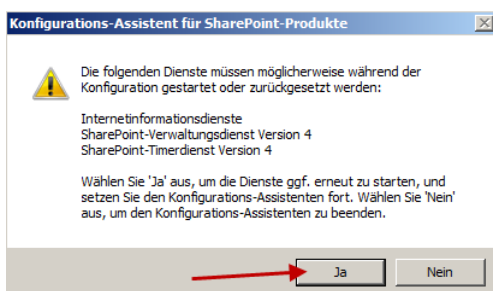 Konfigurations-Assistent für SharePoint-Produkte
Die folgenden Dienste müssen möglicherweise während der
Konfiguration gestartet oder zurückgesetzt werden:
Internetinformationsdienste
SharePoint-Verwaltungsdienst Version 4
SharePoint-Timerdienst Version 4
Wählen Sie 'Ja' aus, um die Dienste ggf. erneut zu starten, und
setzen Sie den Konfigurations-Assistenten fort. Wählen Sie 'Nein'
aus, um den Konfigurations-Assistenten zu beenden.
Ja Nein